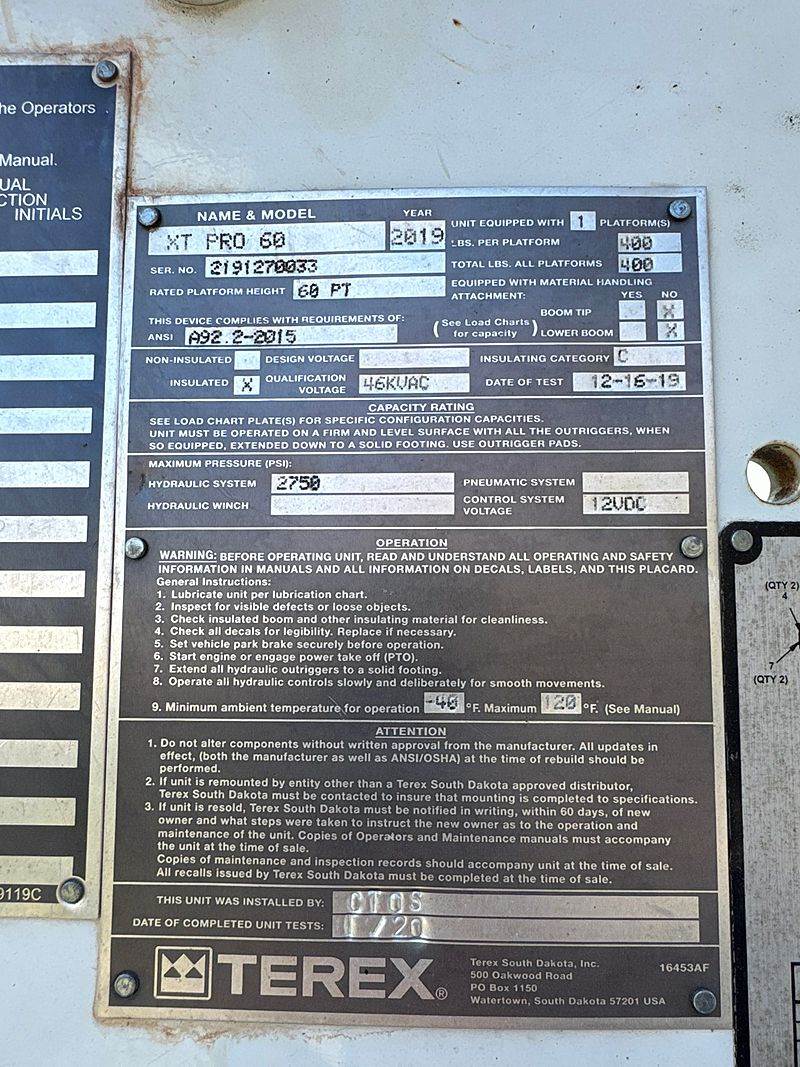 he Operators
Manual.
UAL
CTION
INITIALS
9119C
NAME & MODEL
YEAR
XT PRO 60
2019
SER. NO. 2191270033
RATED PLATFORM HEIGHT 60 PT
THIS DEVICE COMPLIES WITH REQUIREMENTS OF:
ANSI A92.2-2015
UNIT EQUIPPED WITH 1 PLATFORM(S)
LBS. PER PLATFORM 400
TOTAL LBS. ALL PLATFORMS 400
EQUIPPED WITH MATERIAL HANDLING
ATTACHMENT: YES NO
BOOM TIP X
(See Load Charts for capacity) LOWER BOOM X
NON-INSULATED DESIGN VOLTAGE INSULATING CATEGORY C
INSULATED X QUALIFICATION VOLTAGE 46KVAC DATE OF TEST 12-16-19
CAPACITY RATING
SEE LOAD CHART PLATE(S) FOR SPECIFIC CONFIGURATION CAPACITIES.
UNIT MUST BE OPERATED ON A FIRM AND LEVEL SURFACE WITH ALL THE OUTRIGGERS, WHEN
SO EQUIPPED, EXTENDED DOWN TO A SOLID FOOTING. USE OUTRIGGER PADS.
MAXIMUM PRESSURE (PSI):
HYDRAULIC SYSTEM 2750 PNEUMATIC SYSTEM
HYDRAULIC WINCH CONTROL SYSTEM VOLTAGE 12VDC
OPERATION
WARNING: BEFORE OPERATING UNIT, READ AND UNDERSTAND ALL OPERATING AND SAFETY
INFORMATION IN MANUALS AND ALL INFORMATION ON DECALS, LABELS, AND THIS PLACARD.
General Instructions:
1. Lubricate unit per lubrication chart.
2. Inspect for visible defects or loose objects.
3. Check insulated boom and other insulating material for cleanliness.
4. Check all decals for legibility. Replace if necessary.
5. Set vehicle park brake securely before operation.
6. Start engine or engage power take off (PTO).
7. Extend all hydraulic outriggers to a solid footing.
8. Operate all hydraulic controls slowly and deliberately for smooth movements.
9. Minimum ambient temperature for operation -40 °F. Maximum 120 °F. (See Manual)
ATTENTION
1. Do not alter components without written approval from the manufacturer. All updates in
effect, (both the manufacturer as well as ANSI/OSHA) at the time of rebuild should be
performed.
2. If unit is remounted by entity other than a Terex South Dakota approved distributor,
Terex South Dakota must be contacted to insure that mounting is completed to specifications.
3. If unit is resold, Terex South Dakota must be notified in writing, within 60 days, of new
owner and what steps were taken to instruct the new owner as to the operation and
maintenance of the unit. Copies of Operators and Maintenance manuals must accompany
the unit at the time of sale.
Copies of maintenance and inspection records should accompany unit at the time of sale.
All recalls issued by Terex South Dakota must be completed at the time of sale.
THIS UNIT WAS INSTALLED BY: CTOS
DATE OF COMPLETED UNIT TESTS: 1/20
TEREX®
Terex South Dakota, Inc.
500 Oakwood Road
PO Box 1150
Watertown, South Dakota 57201 USA
16453AF
(QTY 2)
4
7
(QTY 2)